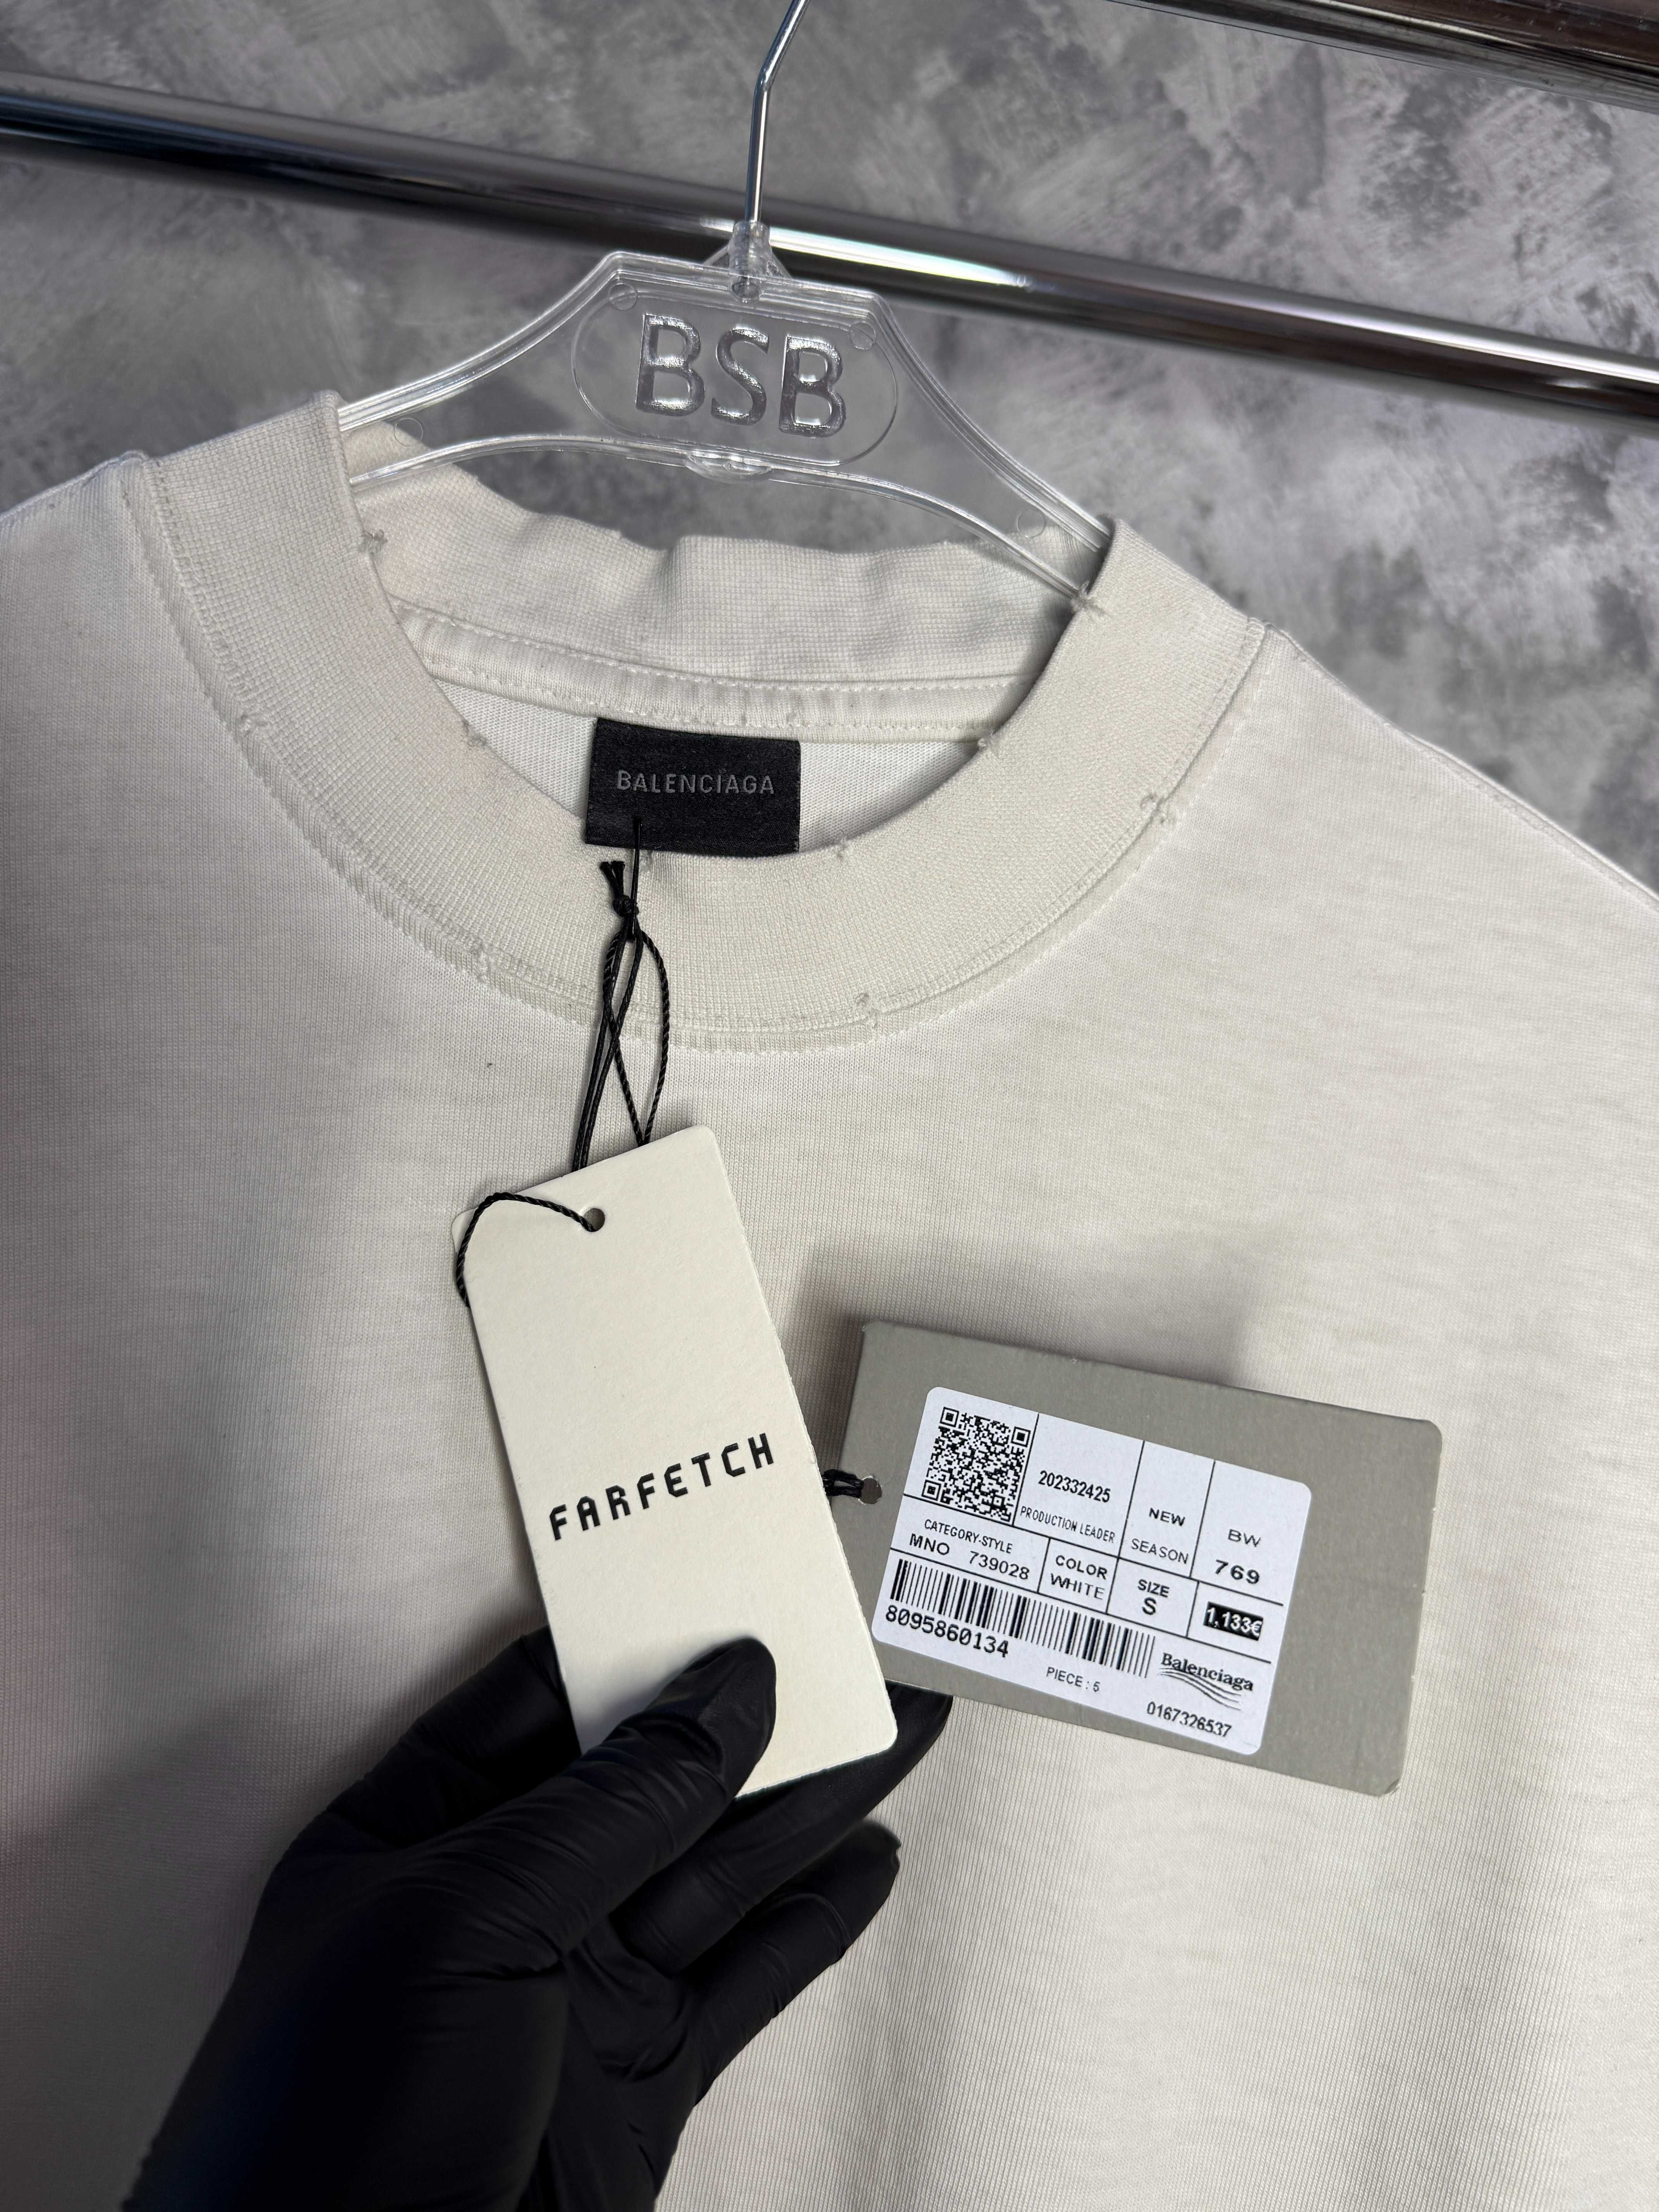 BSB
BALENCIAGA
FARFETCH
202332425
PRODUCTION LEADER
NEW
SEASON
BW
769
CATEGORY-STYLE
MNO 739028
COLOR
WHITE
SIZE
S
1,133€
8095860134
PIECE : 5
Balenciaga
0167326537